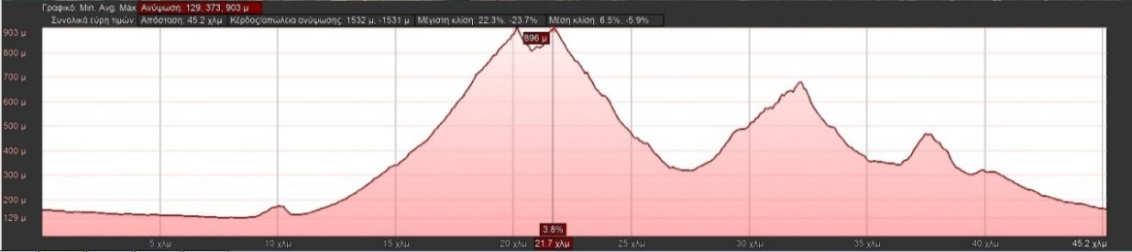 Γραφικό: Min, Avg, Max Ανύψωση: 129, 373, 903 μ
Συνολικά εύρη τιμών: Απόσταση: 45.2 χλμ Κέρδος/απώλεια ανύψωσης: 1532 μ, -1531 μ Μέγιστη κλίση: 22.3%, -23.7% Μέση κλίση: 6.5%, -5.9%
903 μ
896 μ
800 μ
700 μ
600 μ
500 μ
400 μ
300 μ
200 μ
129 μ
3.8%
5 χλμ 10 χλμ 15 χλμ 20 χλμ 21.7 χλμ 25 χλμ 30 χλμ 35 χλμ 40 χλμ 45.2 χλμ